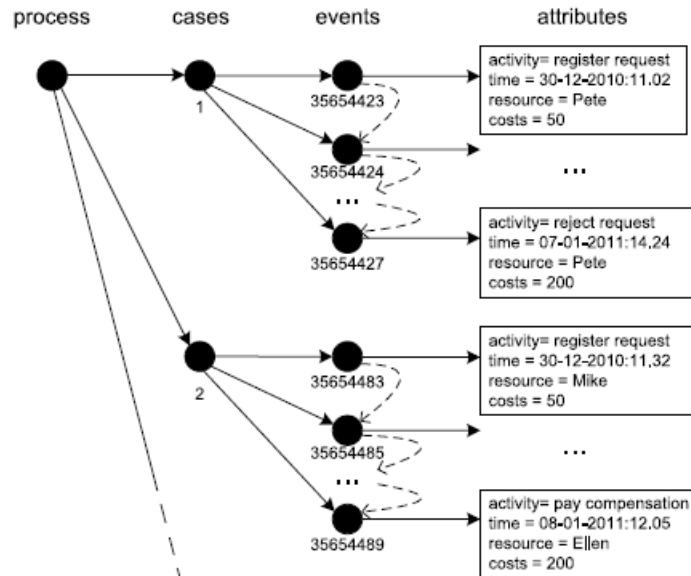 process cases events attributes
activity= register request
time = 30-12-2010:11.02
resource = Pete
costs = 50
35654423
1
35654424
...
...
activity= reject request
time = 07-01-2011:14.24
resource = Pete
costs = 200
35654427
activity= register request
time = 30-12-2010:11.32
resource = Mike
costs = 50
35654483
2
35654485
...
...
activity= pay compensation
time = 08-01-2011:12.05
resource = Ellen
costs = 200
35654489